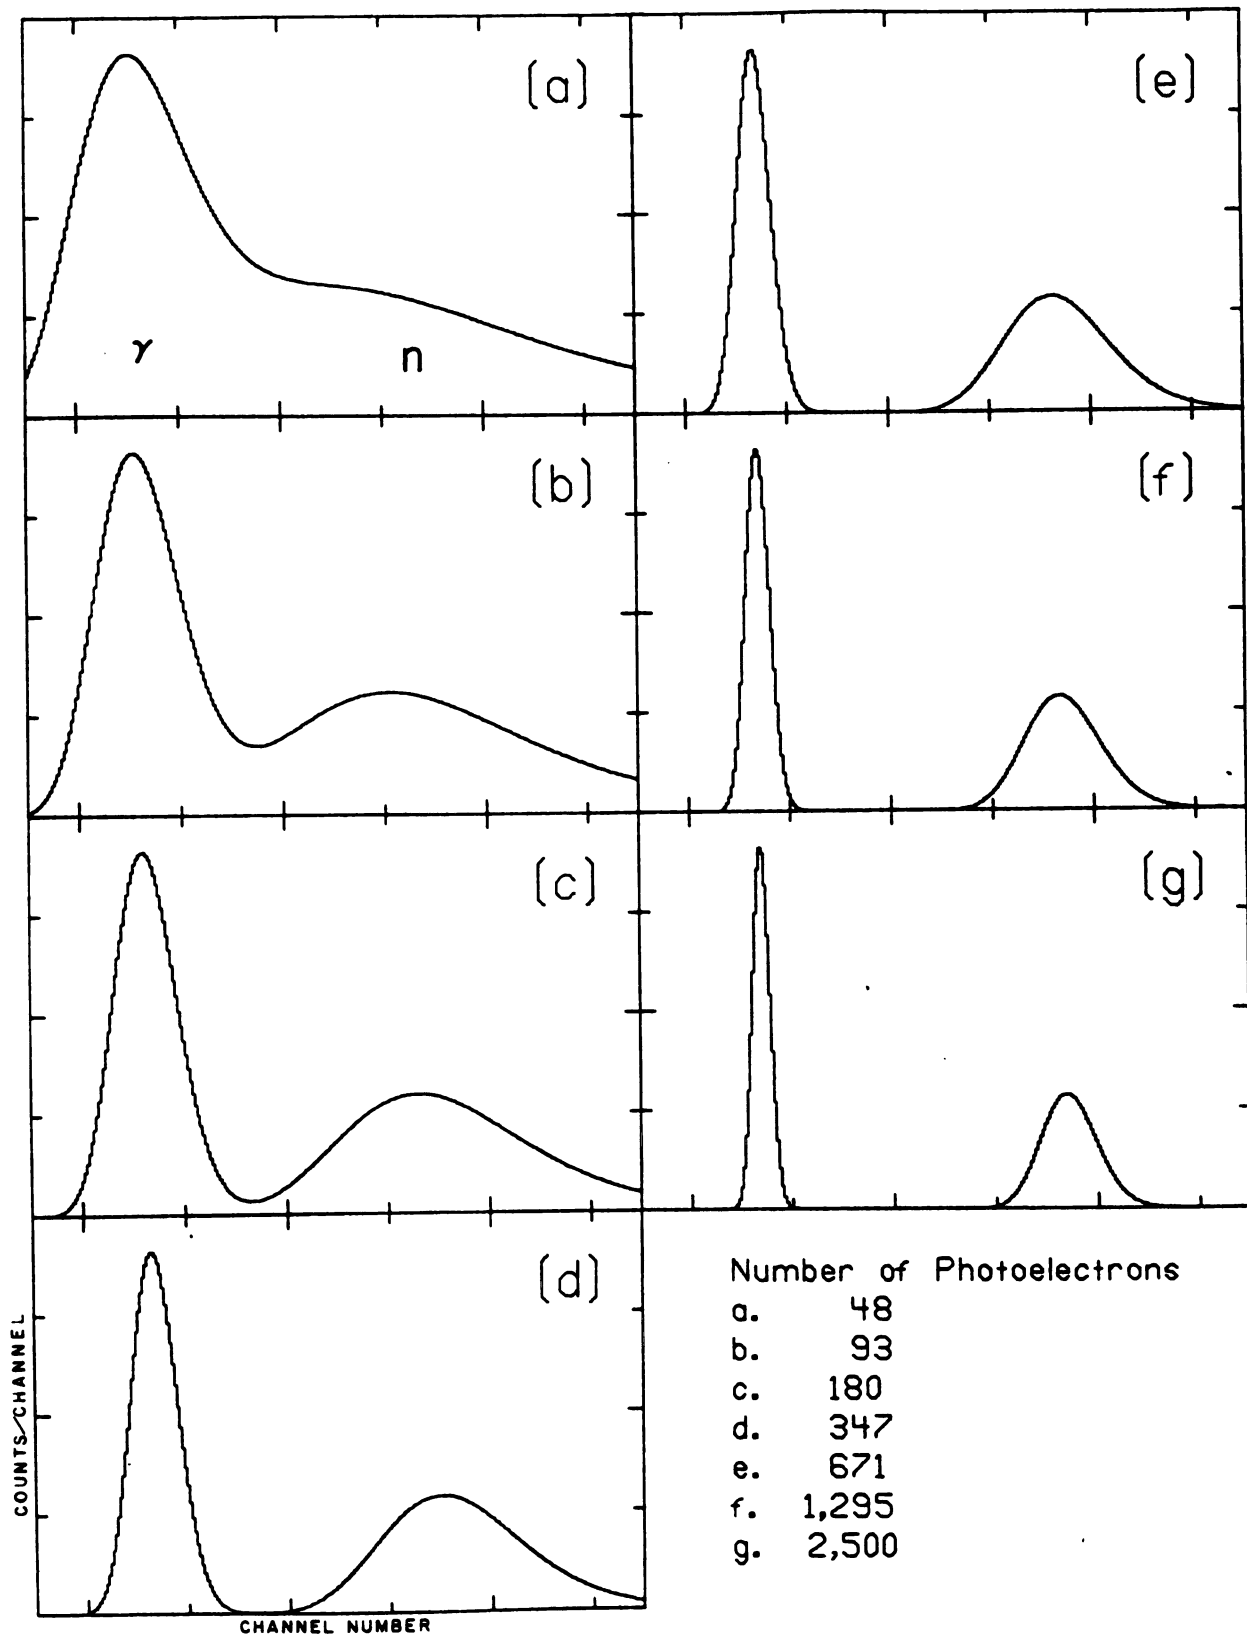 (a)
γ
n
(b)
(c)
(d)
(e)
(f)
(g)
COUNTS/CHANNEL
CHANNEL NUMBER
Number of Photoelectrons
a. 48
b. 93
c. 180
d. 347
e. 671
f. 1,295
g. 2,500